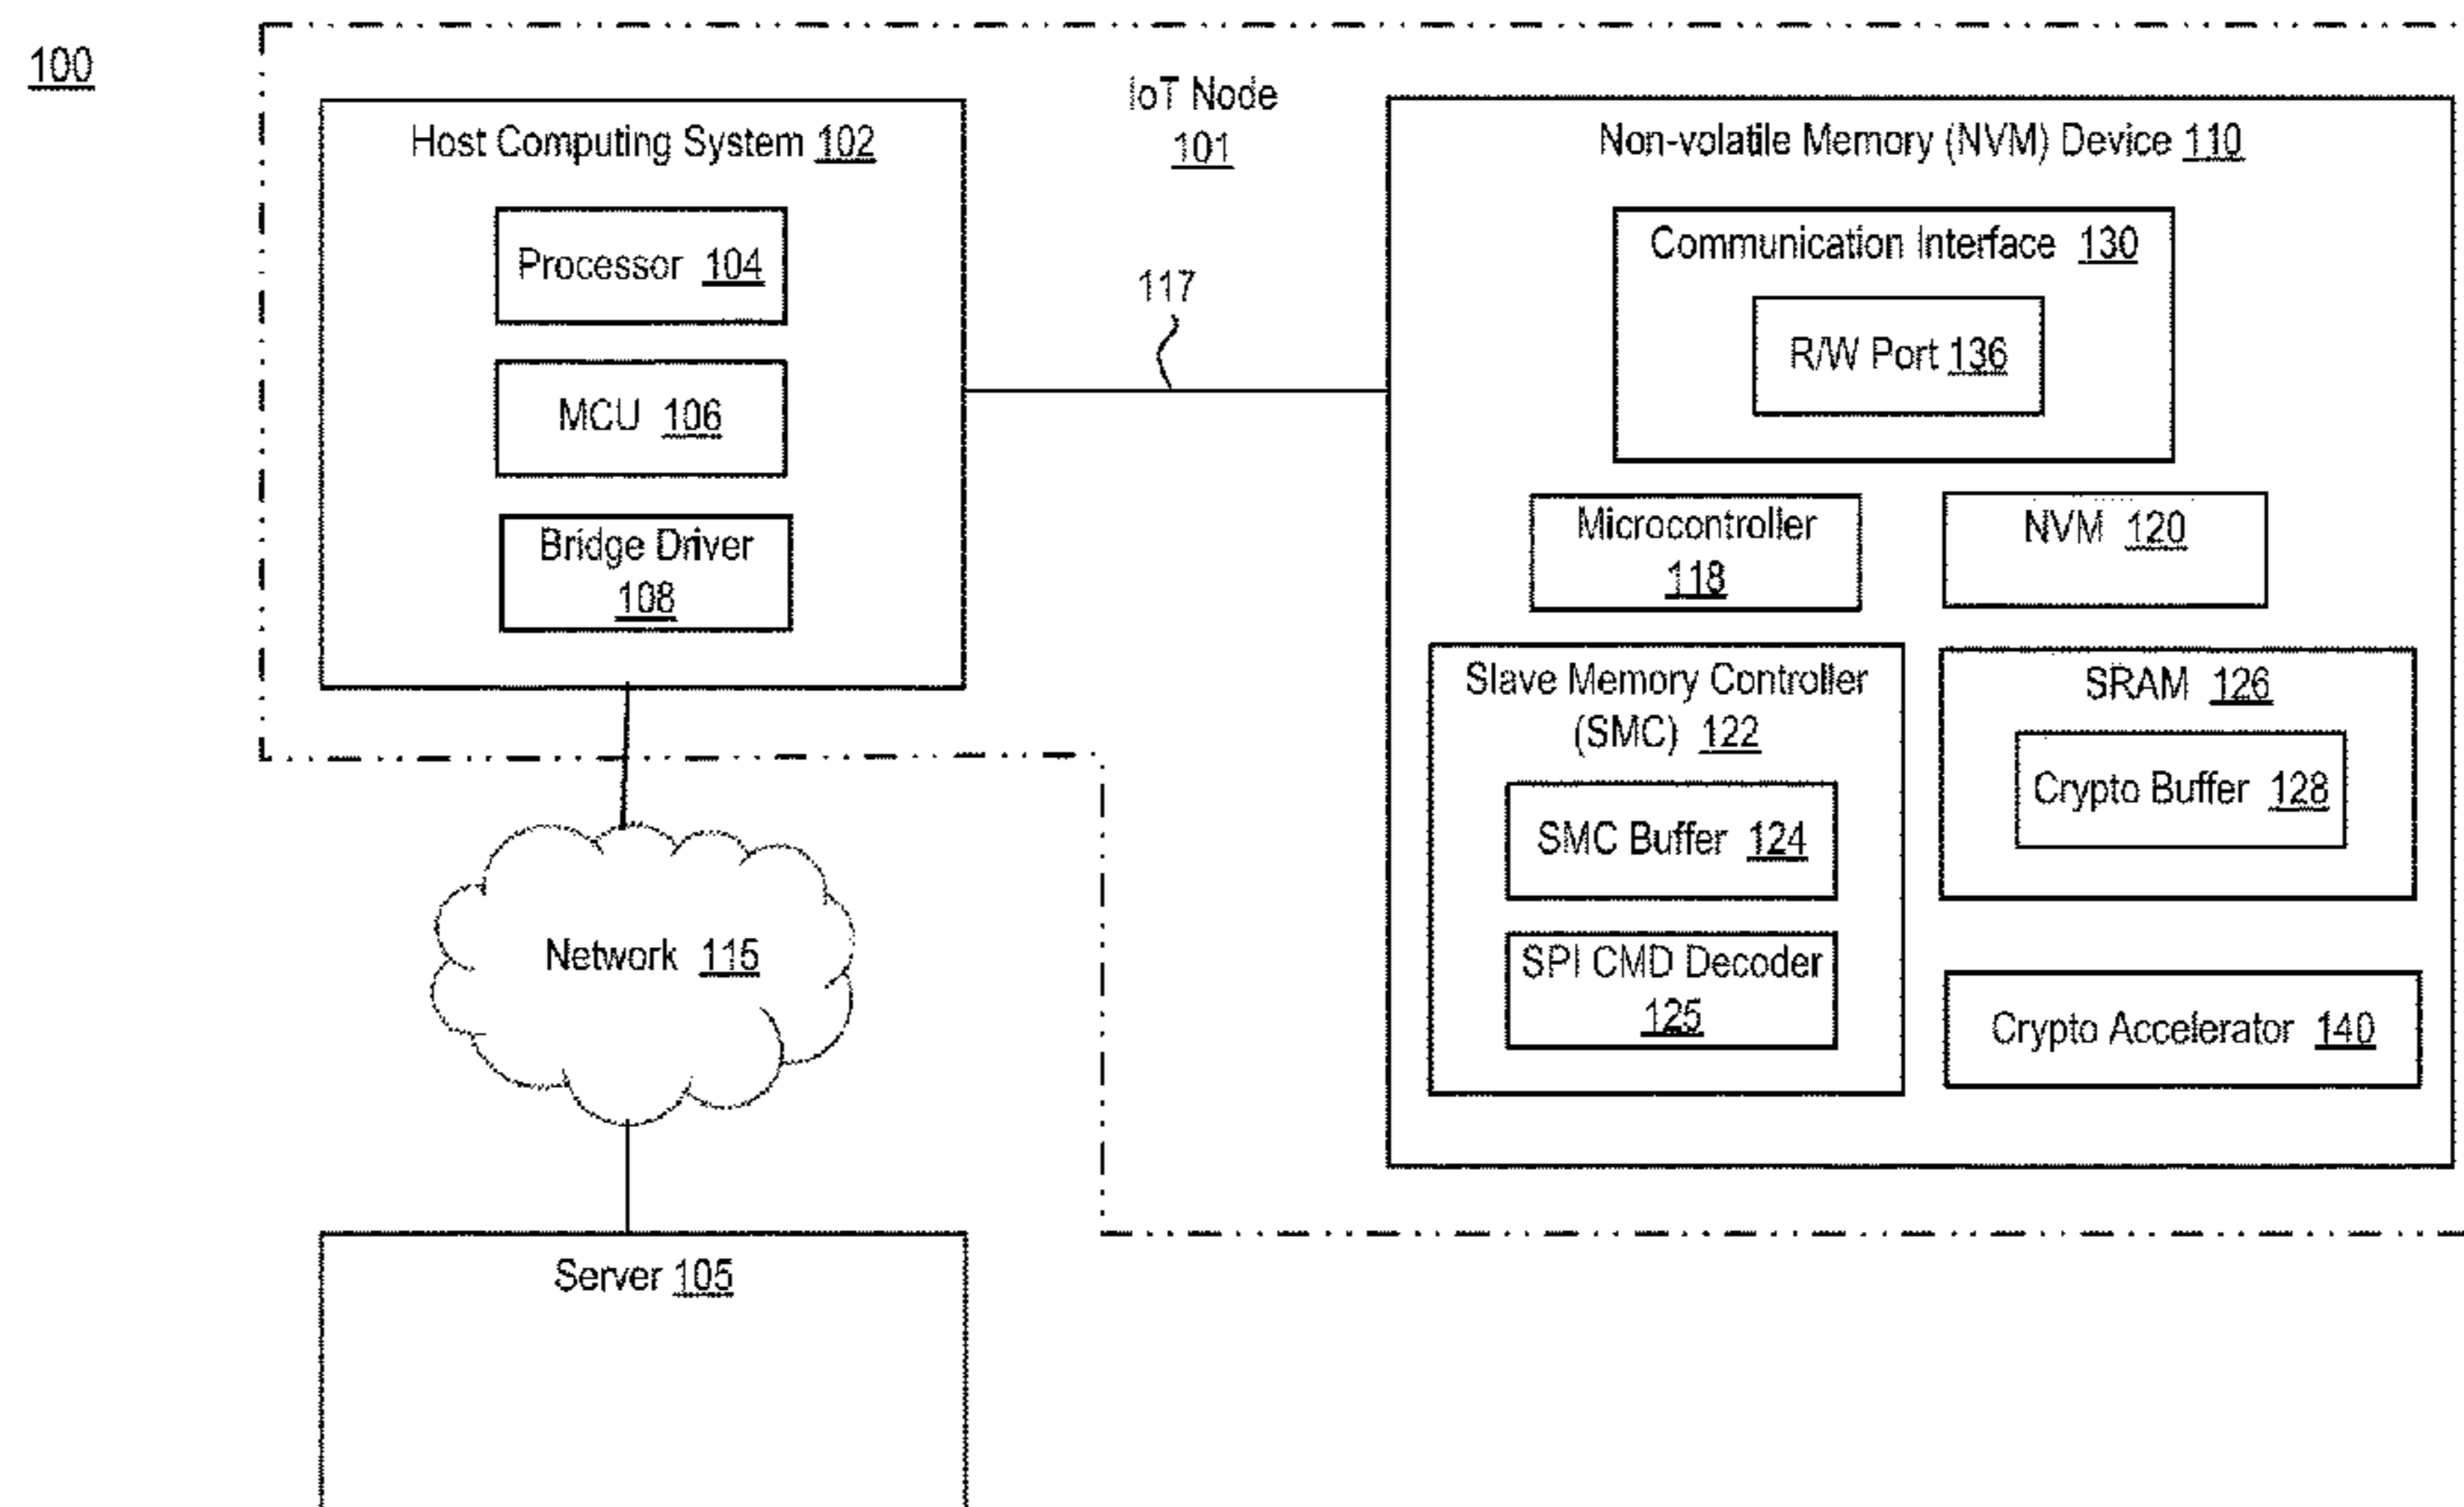 100
IoT Node
101
Host Computing System 102
Processor 104
MCU 106
Bridge Driver
108
117
Non-volatile Memory (NVM) Device 110
Communication Interface 130
R/W Port 136
Microcontroller
118
NVM 120
Slave Memory Controller
(SMC) 122
SMC Buffer 124
SPI CMD Decoder
125
SRAM 126
Crypto Buffer 128
Crypto Accelerator 140
Network 115
Server 105